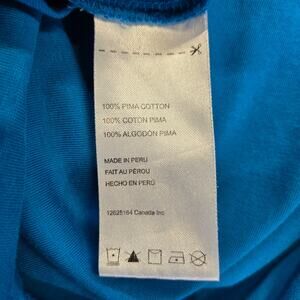 100% PIMA COTTON
100% COTON PIMA
100% ALGODÓN PIMA
MADE IN PERU
FAIT AU PÉROU
HECHO EN PERÚ
12625164 Canada Inc